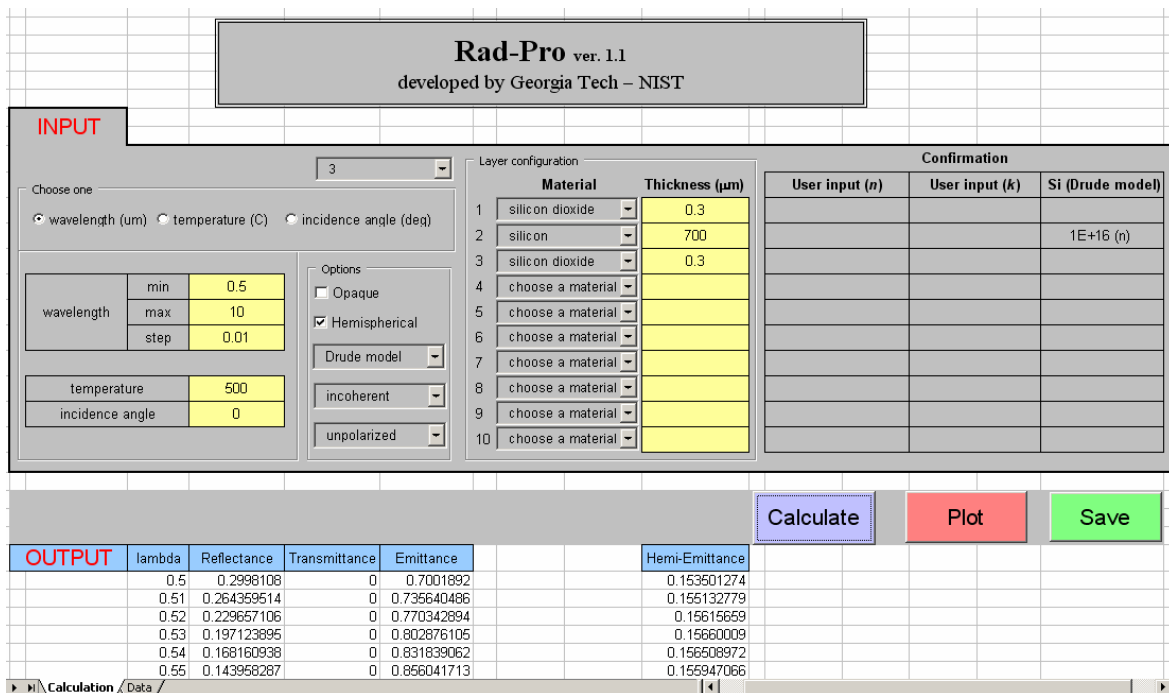 Rad-Pro ver. 1.1
developed by Georgia Tech – NIST
INPUT
3
Choose one
wavelength (um) temperature (C) incidence angle (deg)
wavelength min 0.5
max 10
step 0.01
temperature 500
incidence angle 0
Options
Opaque
Hemispherical
Drude model
incoherent
unpolarized
Layer configuration
Material Thickness (μm)
1 silicon dioxide 0.3
2 silicon 700
3 silicon dioxide 0.3
4 choose a material
5 choose a material
6 choose a material
7 choose a material
8 choose a material
9 choose a material
10 choose a material
Confirmation
User input (n) User input (k) Si (Drude model)
1E+16 (n)
Calculate Plot Save
OUTPUT lambda Reflectance Transmittance Emittance Hemi-Emittance
0.5 0.2998108 0 0.7001892 0.153501274
0.51 0.264359514 0 0.735640486 0.155132779
0.52 0.229657106 0 0.770342894 0.15615659
0.53 0.197123895 0 0.802876105 0.15660009
0.54 0.168160938 0 0.831839062 0.156508972
0.55 0.143958287 0 0.856041713 0.155947066
Calculation Data